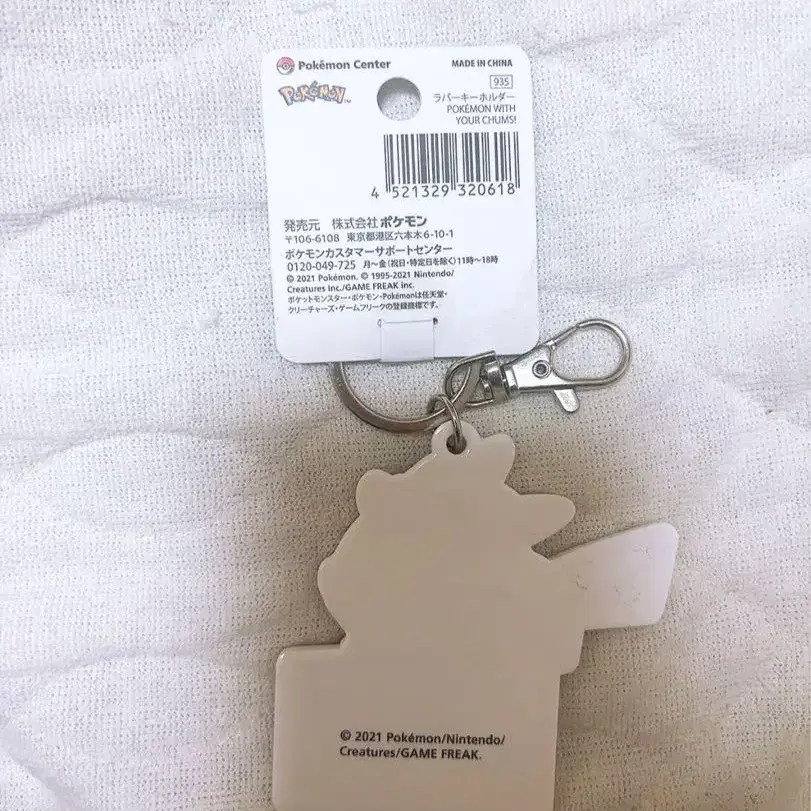 Pokémon Center
MADE IN CHINA
POKÉMON™
935
ラバーキーホルダー
POKÉMON WITH
YOUR CHUMS!
4 521329 320618
発売元 株式会社ポケモン
〒106-6108 東京都港区六本木6-10-1
ポケモンカスタマーサポートセンター
0120-049-725 月～金(祝日・特定日を除く)11時～18時
© 2021 Pokémon. © 1995-2021 Nintendo/
Creatures Inc./GAME FREAK inc.
ポケットモンスター・ポケモン・Pokémonは任天堂・
クリーチャーズ・ゲームフリークの登録商標です。
© 2021 Pokémon/Nintendo/
Creatures/GAME FREAK.